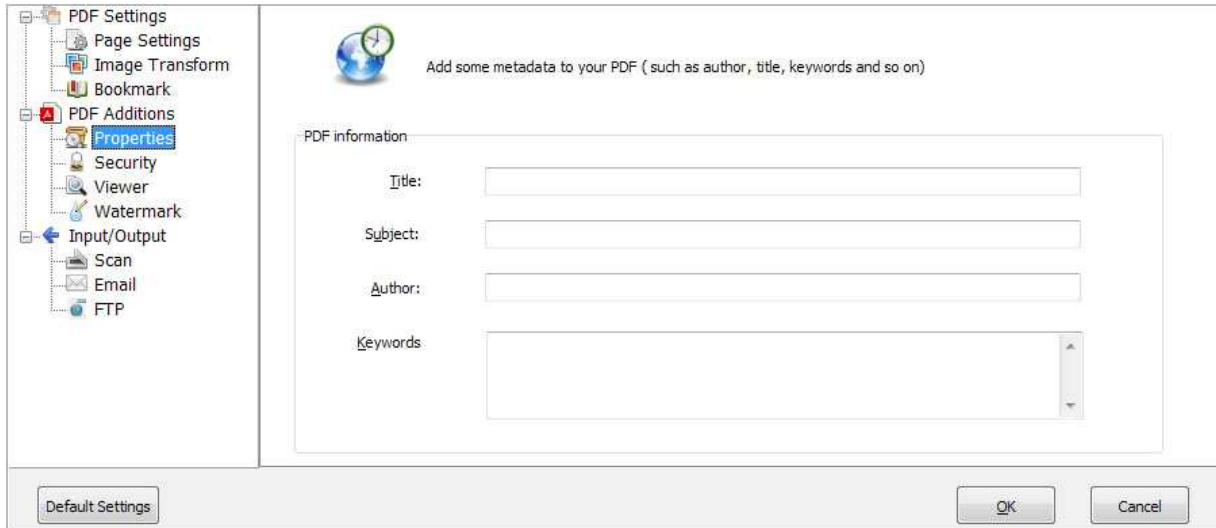 PDF Settings
Page Settings
Image Transform
Bookmark
PDF Additions
Properties
Security
Viewer
Watermark
Input/Output
Scan
Email
FTP
Add some metadata to your PDF ( such as author, title, keywords and so on)
PDF information
Title:
Subject:
Author:
Keywords
Default Settings
OK
Cancel